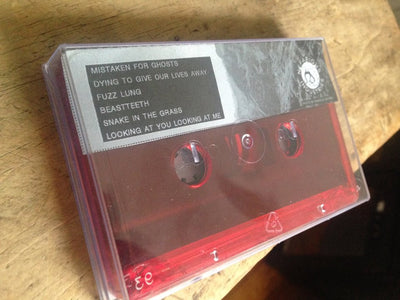 MISTAKEN FOR GHOSTS
DYING TO GIVE OUR LIVES AWAY
FUZZ LUNG
BEASTTEETH
SNAKE IN THE GRASS
LOOKING AT YOU LOOKING AT ME